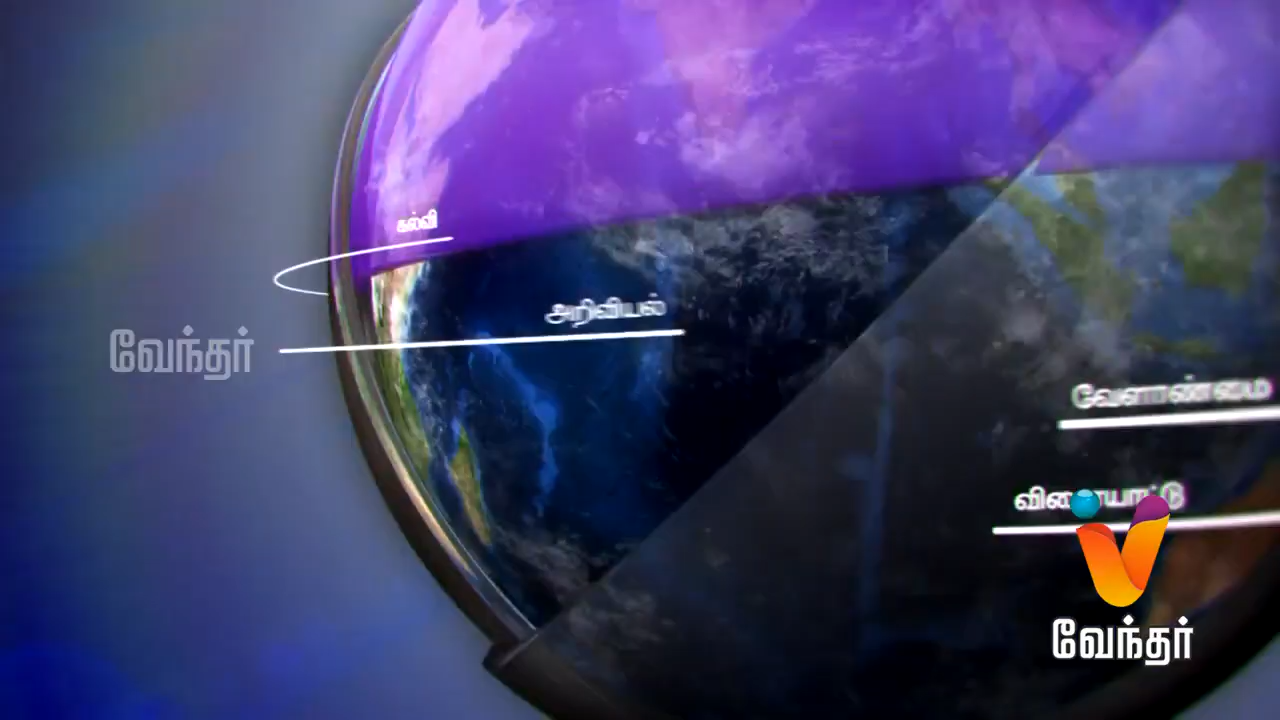 கல்வி
அறிவியல்
வேந்தர்
வேளாண்மை
விளையாட்டு
வேந்தர்